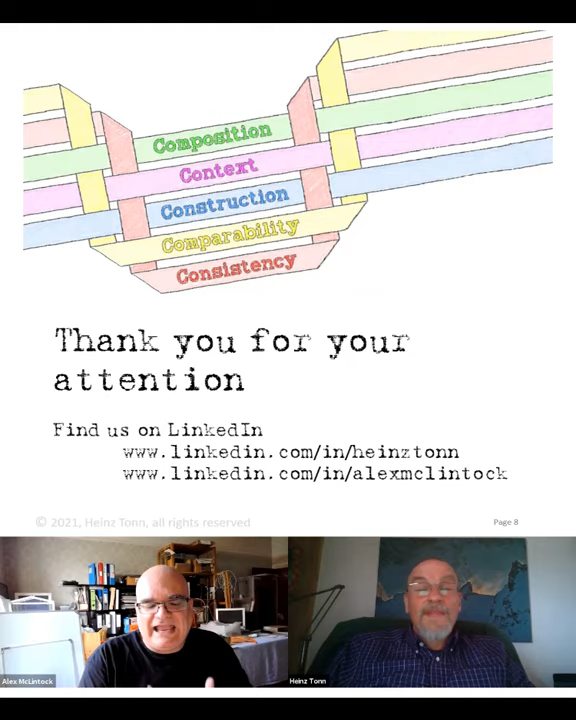 Composition
Context
Construction
Comparability
Consistency
Thank you for your
attention
Find us on LinkedIn
www.linkedin.com/in/heinztonn
www.linkedin.com/in/alexmclintock
© 2021, Heinz Tonn, all rights reserved
Page 8
Alex McLintock
Heinz Tonn